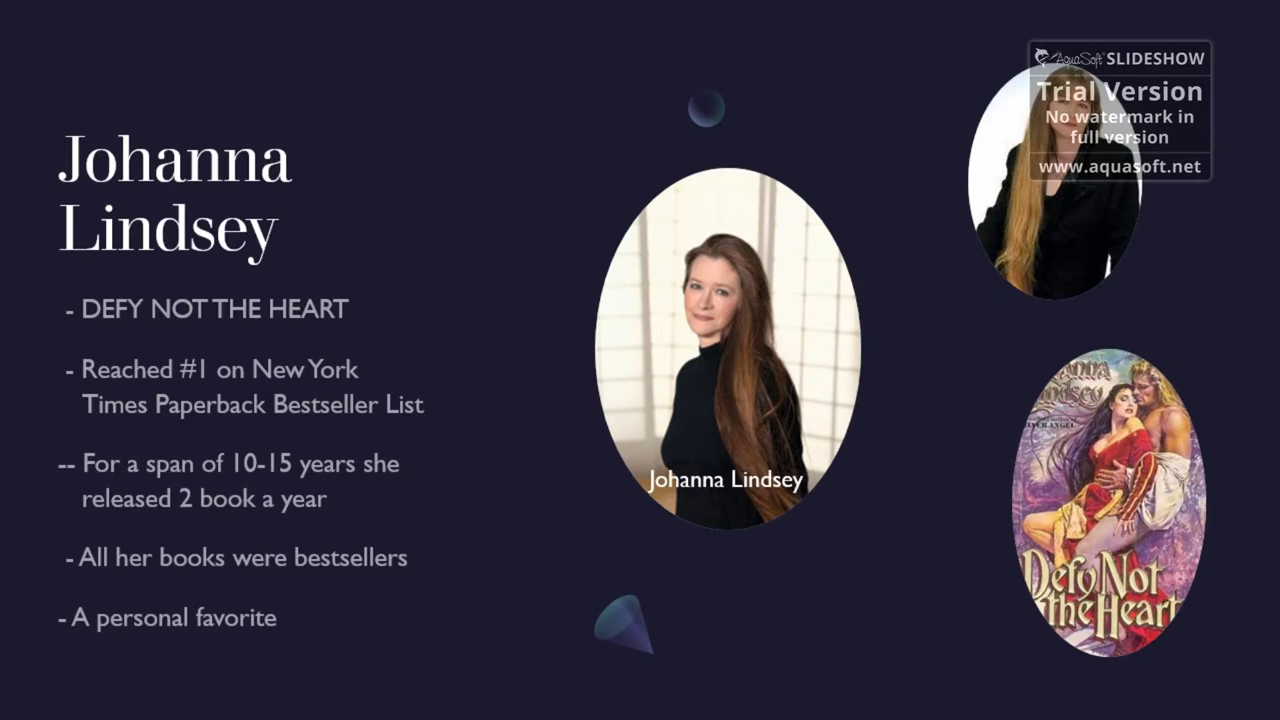 Johanna
Lindsey
- DEFY NOT THE HEART
- Reached #1 on New York
Times Paperback Bestseller List
-- For a span of 10-15 years she
released 2 book a year
- All her books were bestsellers
- A personal favorite
Johanna Lindsey
AquaSoft SLIDESHOW
Trial Version
No watermark in
full version
www.aquasoft.net
Lindsey
Defy Not
the Heart